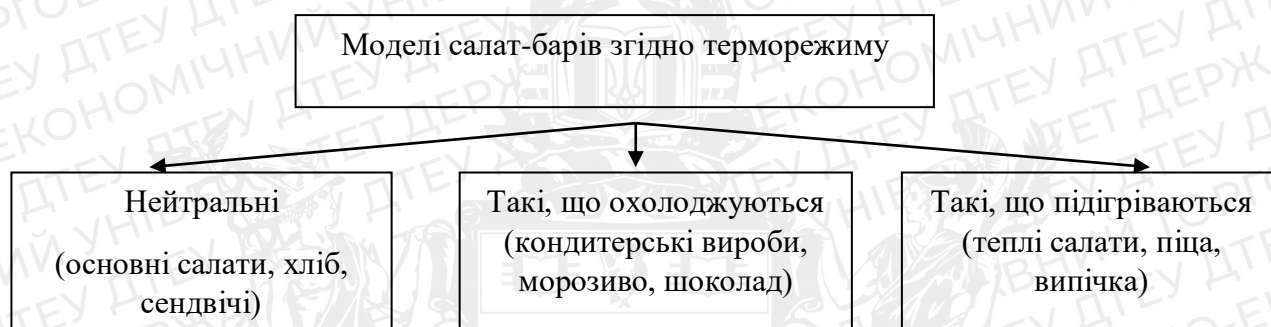 Моделі салат-барів згідно терморежиму
Нейтральні
(основні салати, хліб,
сендвічі)
Такі, що охолоджуються
(кондитерські вироби,
морозиво, шоколад)
Такі, що підігріваються
(теплі салати, піца,
випічка)